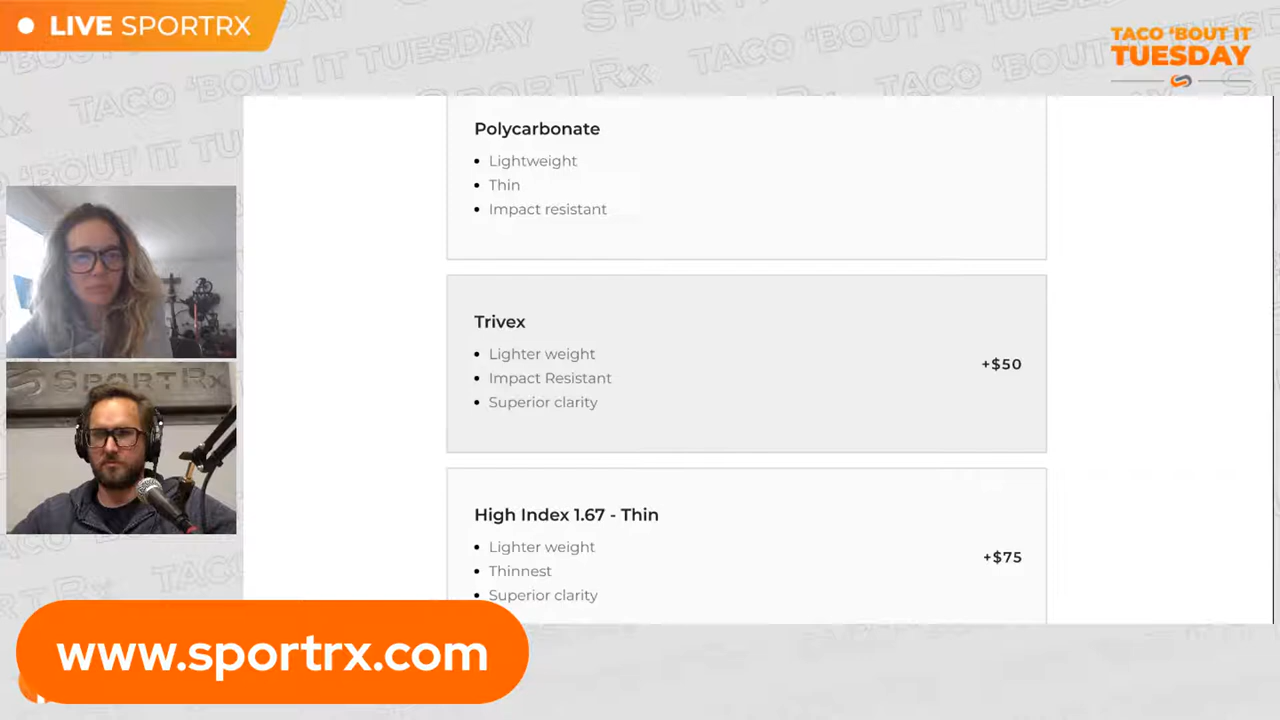 LIVE SPORTRX
TACO ‘BOUT IT
TUESDAY
Polycarbonate
• Lightweight
• Thin
• Impact resistant
Trivex
• Lighter weight
• Impact Resistant
• Superior clarity
+$50
High Index 1.67 - Thin
• Lighter weight
• Thinnest
• Superior clarity
+$75
SPORTRx
www.sportrx.com